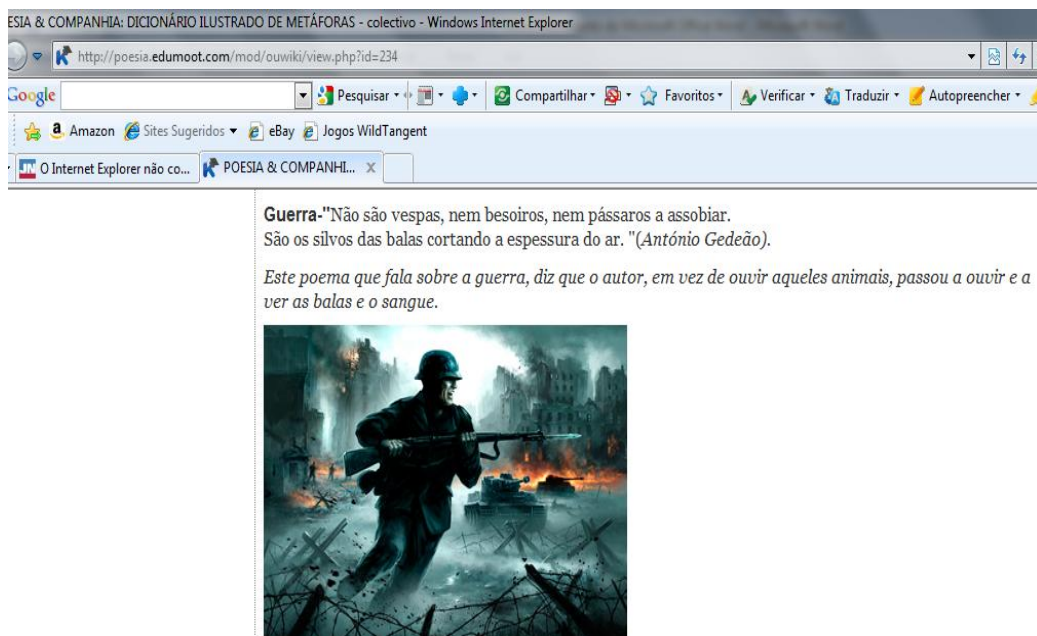 ESIA & COMPANHIA: DICIONÁRIO ILUSTRADO DE METÁFORAS - colectivo - Windows Internet Explorer
http://poesia.edumoot.com/mod/ouwiki/view.php?id=234
Google Pesquisar Compartilhar Favoritos Verificar Traduzir Autopreencher
Amazon Sites Sugeridos eBay Jogos WildTangent
JN O Internet Explorer não co... POESIA & COMPANHI... X
Guerra-"Não são vespas, nem besoiros, nem pássaros a assobiar.
São os silvos das balas cortando a espessura do ar. "(António Gedeão).
Este poema que fala sobre a guerra, diz que o autor, em vez de ouvir aqueles animais, passou a ouvir e a
ver as balas e o sangue.